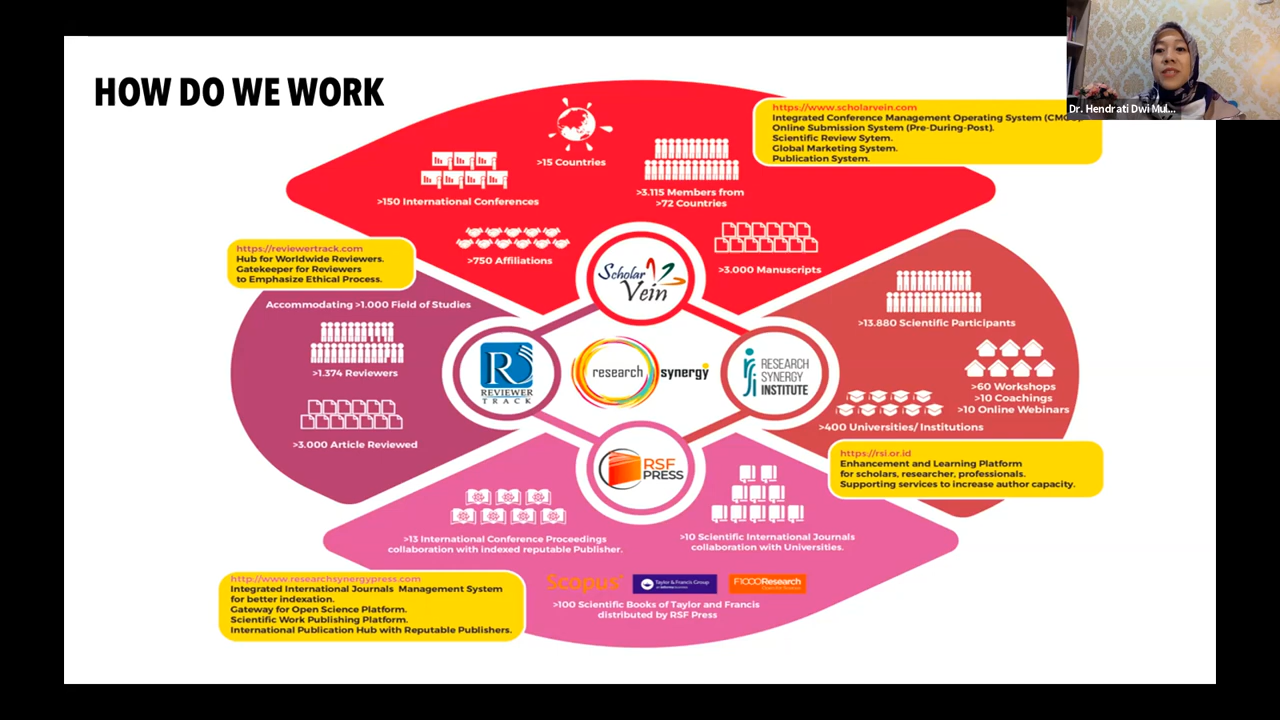 HOW DO WE WORK
Dr. Hendrati Dwi Mul...
https://www.scholarvein.com
Integrated Conference Management Operating System
Online Submission System (Pre-During-Post).
Scientific Review Sytem.
Global Marketing System.
Publication System.
>15 Countries
>150 International Conferences
>3.115 Members from
>72 Countries
>750 Affiliations
>3.000 Manuscripts
Scholar
Vein
https://reviewertrack.com
Hub for Worldwide Reviewers.
Gatekeeper for Reviewers
to Emphasize Ethical Process.
Accommodating >1.000 Field of Studies
>1.374 Reviewers
>3.000 Article Reviewed
REVIEWER
TRACK
research synergy
RESEARCH
SYNERGY
INSTITUTE
>13.880 Scientific Participants
>60 Workshops
>10 Coachings
>10 Online Webinars
>400 Universities/ Institutions
https://rsi.or.id
Enhancement and Learning Platform
for scholars, researcher, professionals.
Supporting services to increase author capacity.
RSF
PRESS
>13 International Conference Proceedings
collaboration with indexed reputable Publisher.
>10 Scientific International Journals
collaboration with Universities.
http://www.researchsynergypress.com
Integrated International Journals Management System
for better indexation.
Gateway for Open Science Platform.
Scientific Work Publishing Platform.
International Publication Hub with Reputable Publishers.
Scopus
Taylor & Francis Group
F1000Research
>100 Scientific Books of Taylor and Francis
distributed by RSF Press